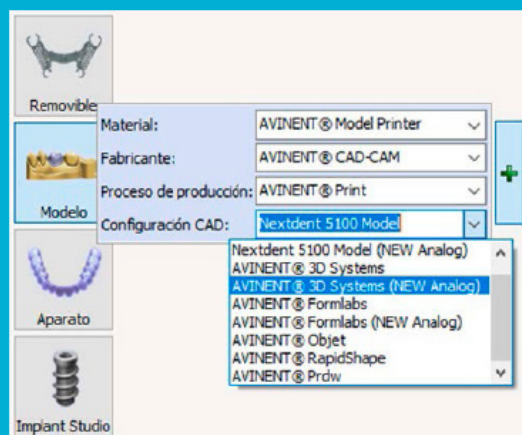 Removible
Material: AVINENT® Model Printer
Fabricante: AVINENT® CAD-CAM
Proceso de producción: AVINENT® Print
Modelo
Configuración CAD: Nextdent 5100 Model
Nextdent 5100 Model (NEW Analog)
AVINENT® 3D Systems
AVINENT® 3D Systems (NEW Analog)
AVINENT® Formlabs
AVINENT® Formlabs (NEW Analog)
AVINENT® Objet
AVINENT® RapidShape
AVINENT® Prdw
Aparato
Implant Studio